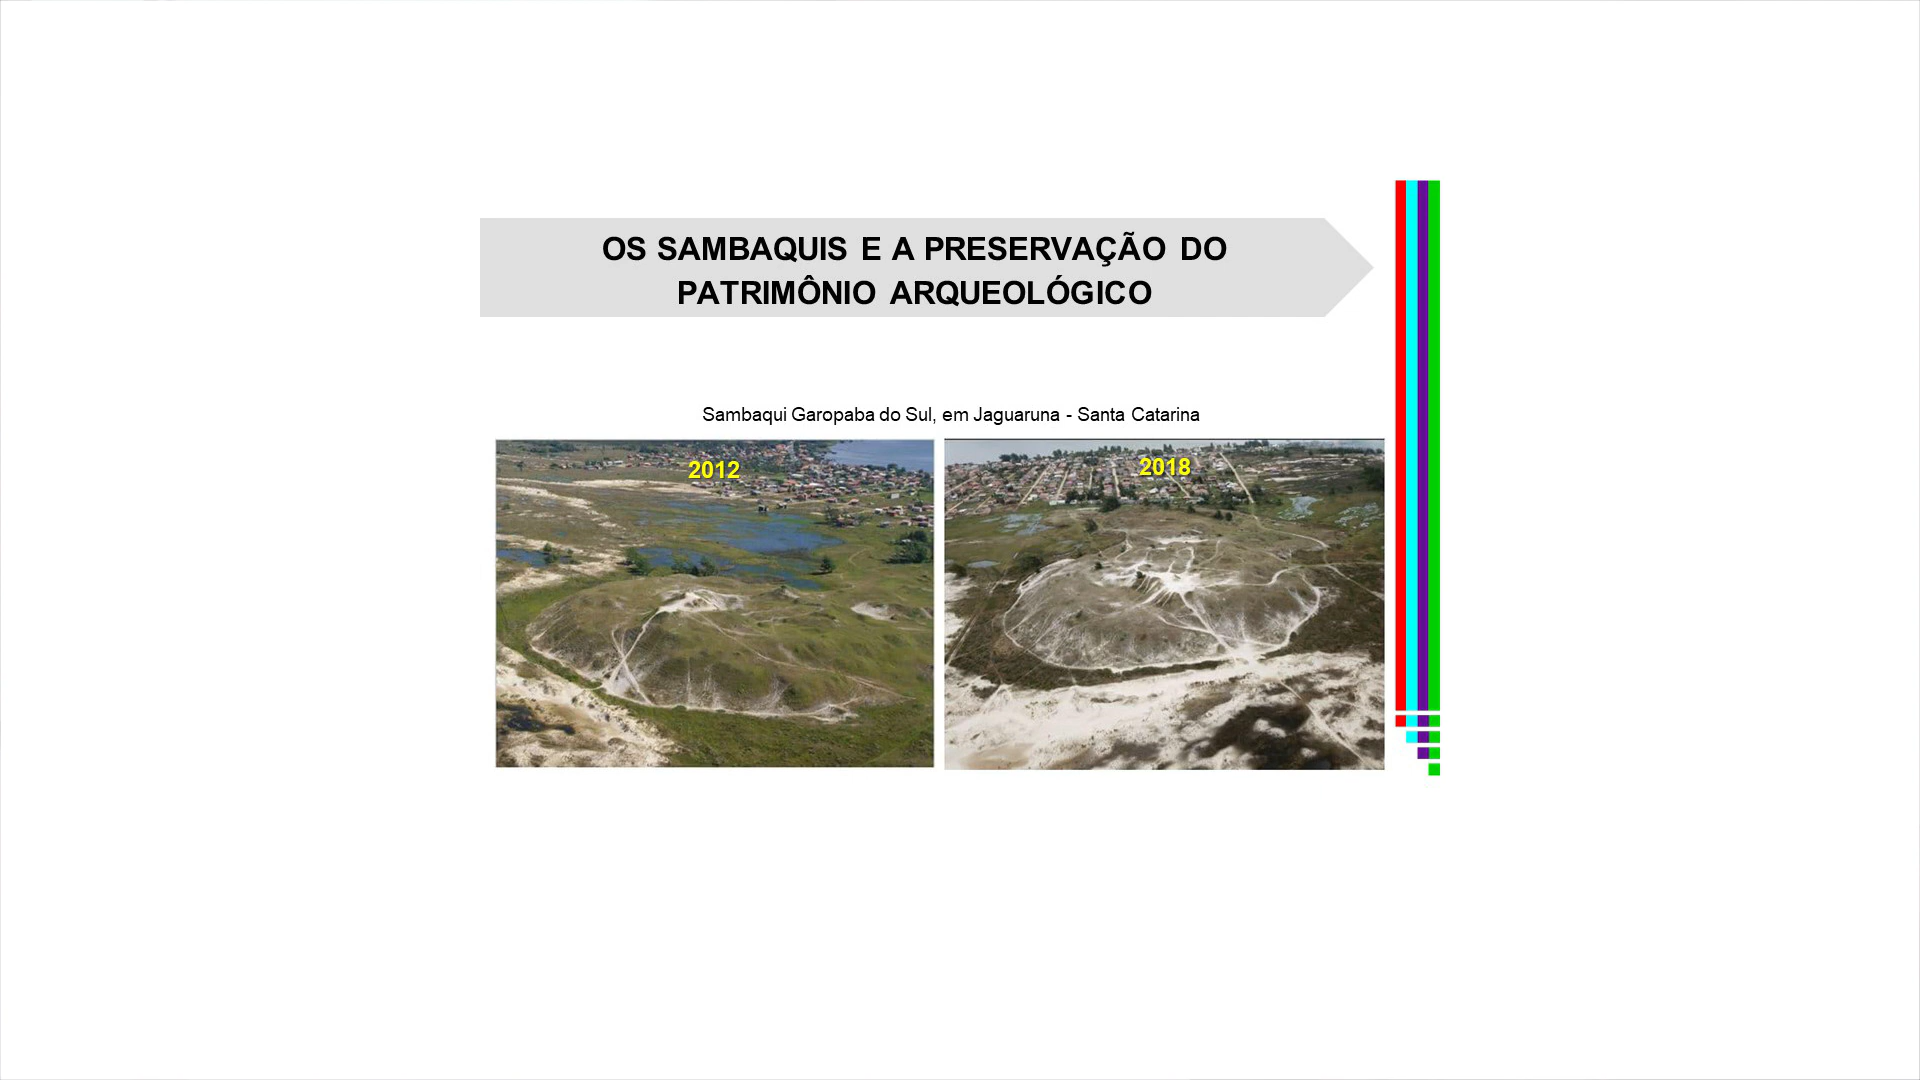 OS SAMBAQUIS E A PRESERVAÇÃO DO
PATRIMÔNIO ARQUEOLÓGICO
Sambaqui Garopaba do Sul, em Jaguaruna - Santa Catarina
2012
2018